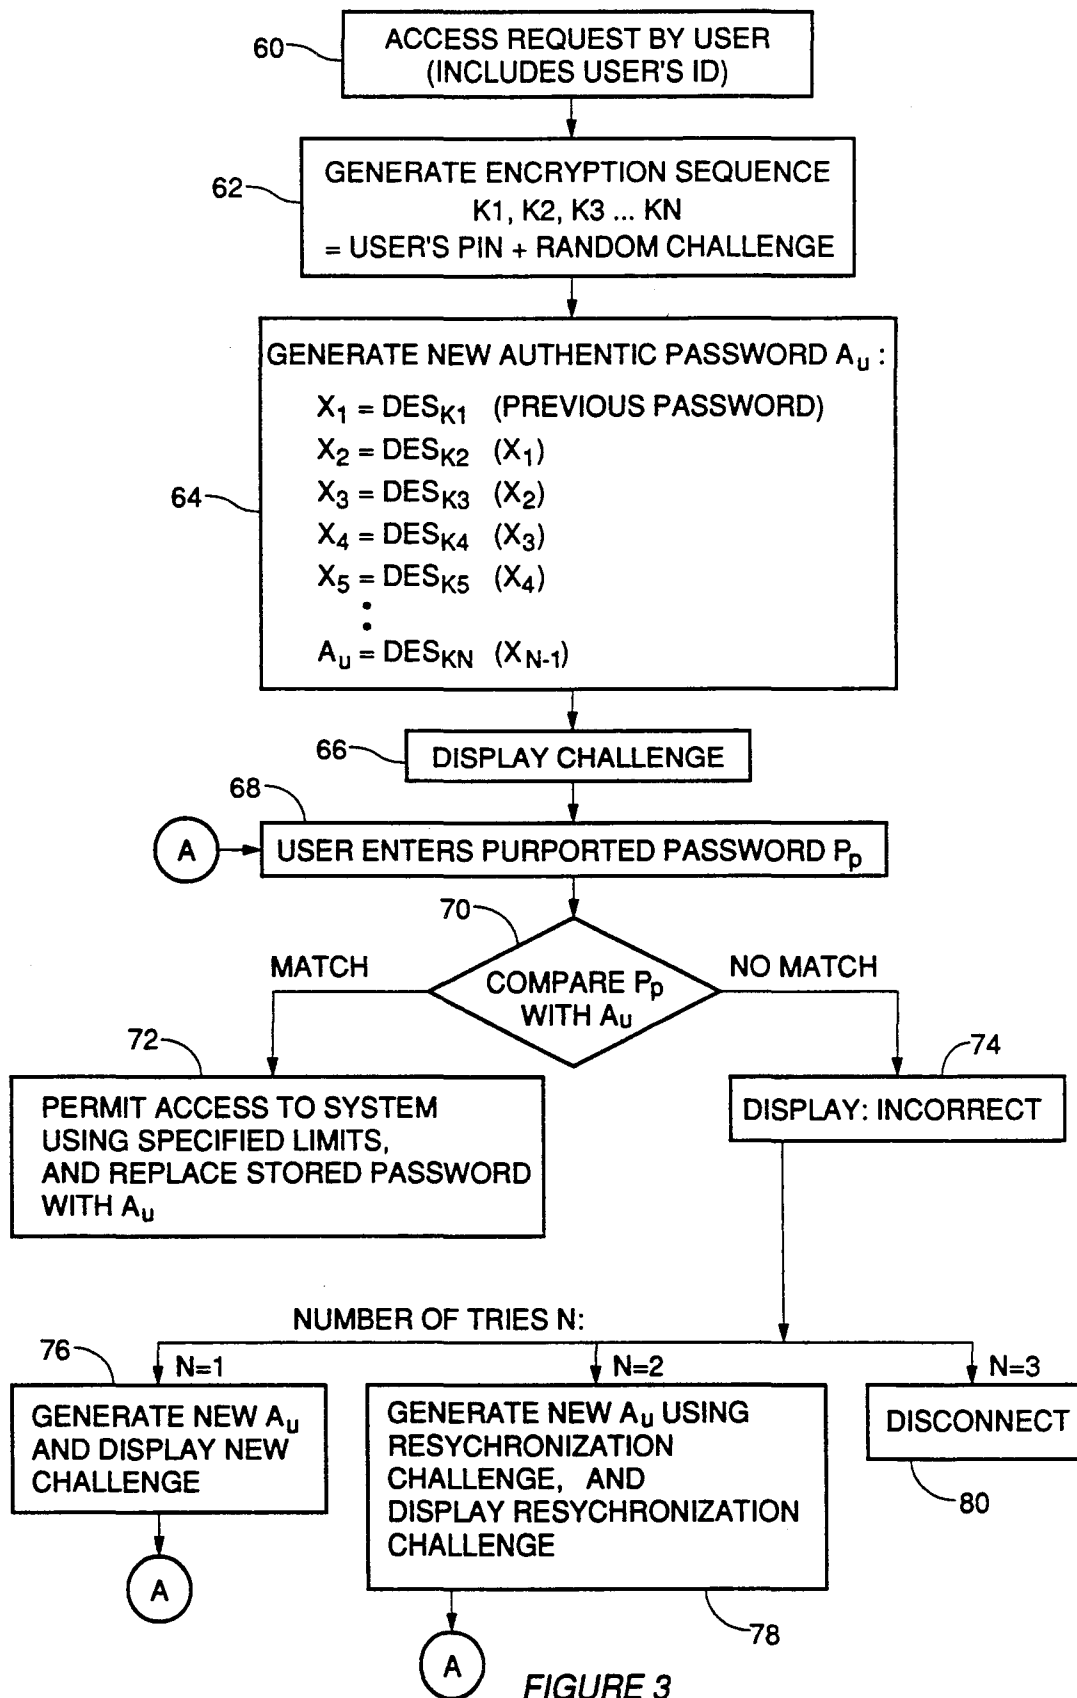 60
ACCESS REQUEST BY USER
(INCLUDES USER'S ID)
62
GENERATE ENCRYPTION SEQUENCE
K1, K2, K3 ... KN
= USER'S PIN + RANDOM CHALLENGE
64
GENERATE NEW AUTHENTIC PASSWORD Au :
X1 = DESK1 (PREVIOUS PASSWORD)
X2 = DESK2 (X1)
X3 = DESK3 (X2)
X4 = DESK4 (X3)
X5 = DESK5 (X4)
Au = DESKN (XN-1)
66
DISPLAY CHALLENGE
68
A
USER ENTERS PURPORTED PASSWORD Pp
70
MATCH
NO MATCH
COMPARE Pp
WITH Au
72
PERMIT ACCESS TO SYSTEM
USING SPECIFIED LIMITS,
AND REPLACE STORED PASSWORD
WITH Au
74
DISPLAY: INCORRECT
NUMBER OF TRIES N:
76
N=1
GENERATE NEW Au
AND DISPLAY NEW
CHALLENGE
A
N=2
GENERATE NEW Au USING
RESYCHRONIZATION
CHALLENGE, AND
DISPLAY RESYCHRONIZATION
CHALLENGE
78
A
N=3
DISCONNECT
80
FIGURE 3